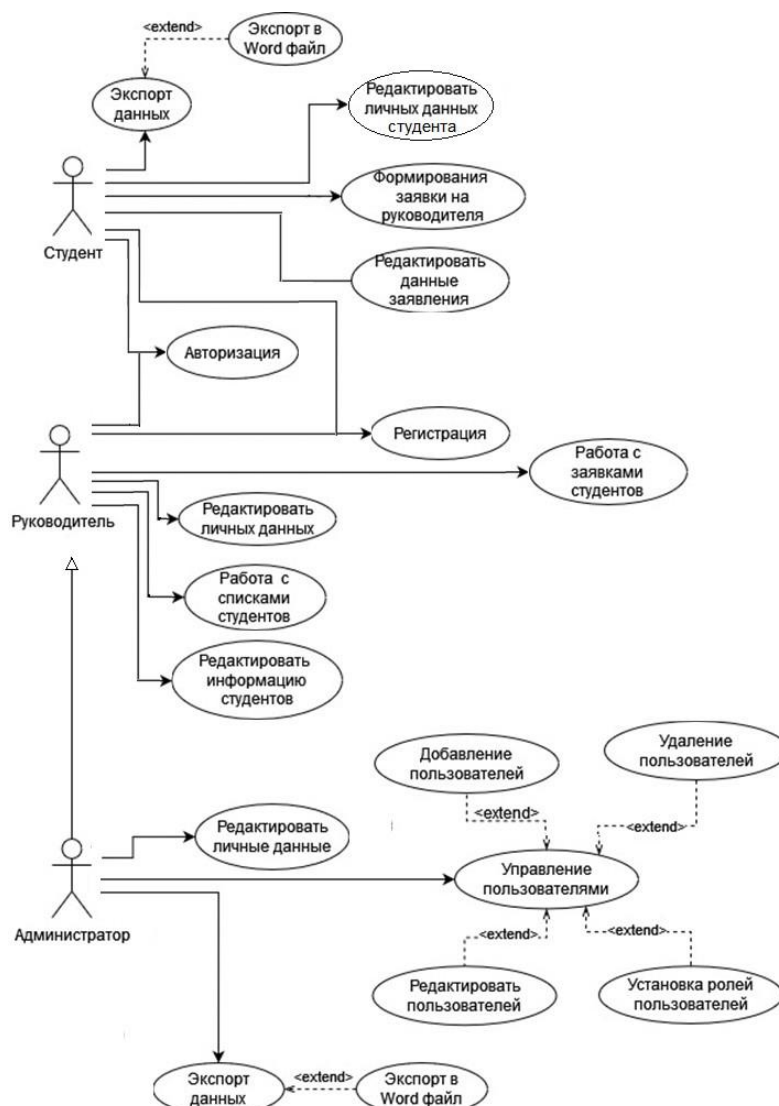 <extend>
Экспорт в
Word файл
Экспорт
данных
Редактировать
личных данных
студента
Формирования
заявки на
руководителя
Студент
Редактировать
данные
заявления
Авторизация
Регистрация
Работа с
заявками
студентов
Руководитель
Редактировать
личных данных
Работа с
списками
студентов
Редактировать
информацию
студентов
Добавление
пользователей
Удаление
пользователей
<extend>
<extend>
Редактировать
личные данные
Управление
пользователями
Администратор
<extend>
<extend>
Редактировать
пользователей
Установка ролей
пользователей
Экспорт
данных
<extend>
Экспорт в
Word файл